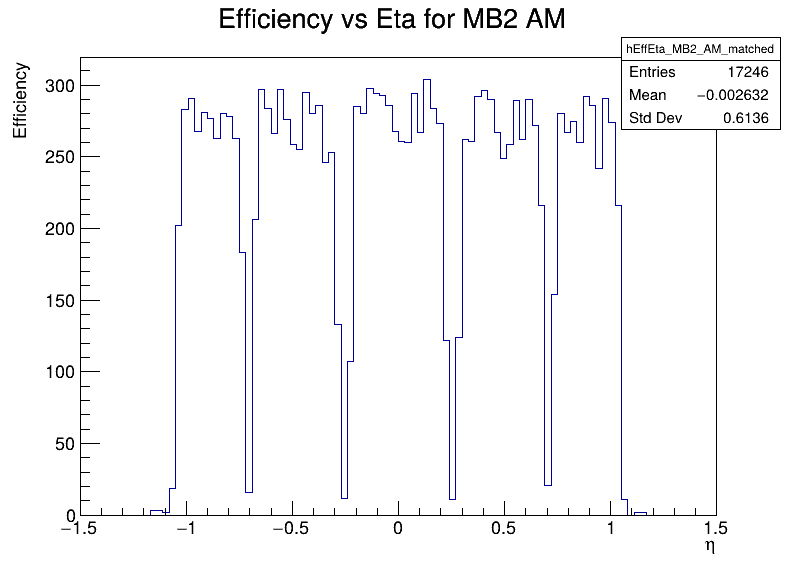 Efficiency vs Eta for MB2 AM
hEffEta_MB2_AM_matched
Entries 17246
Mean −0.002632
Std Dev 0.6136
Efficiency
300
250
200
150
100
50
0
−1.5 −1 −0.5 0 0.5 1 1.5
η